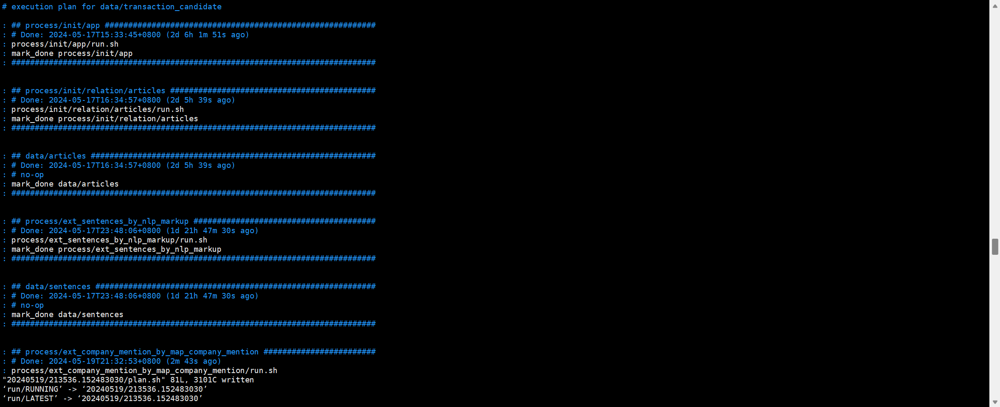 # execution plan for data/transaction_candidate
: ## process/init/app ##########################################################
: # Done: 2024-05-17T15:33:45+0800 (2d 6h 1m 51s ago)
: process/init/app/run.sh
: mark_done process/init/app
: ##############################################################################
: ## process/init/relation/articles ############################################
: # Done: 2024-05-17T16:34:57+0800 (2d 5h 39s ago)
: process/init/relation/articles/run.sh
: mark_done process/init/relation/articles
: ##############################################################################
: ## data/articles #############################################################
: # Done: 2024-05-17T16:34:57+0800 (2d 5h 39s ago)
: # no-op
: mark_done data/articles
: ##############################################################################
: ## process/ext_sentences_by_nlp_markup #######################################
: # Done: 2024-05-17T23:48:06+0800 (1d 21h 47m 30s ago)
: process/ext_sentences_by_nlp_markup/run.sh
: mark_done process/ext_sentences_by_nlp_markup
: ##############################################################################
: ## data/sentences ############################################################
: # Done: 2024-05-17T23:48:06+0800 (1d 21h 47m 30s ago)
: # no-op
: mark_done data/sentences
: ##############################################################################
: ## process/ext_company_mention_by_map_company_mention ########################
: # Done: 2024-05-19T21:32:53+0800 (2m 43s ago)
: process/ext_company_mention_by_map_company_mention/run.sh
"20240519/213536.152483030/plan.sh" 81L, 3101C written
‘run/RUNNING’ -> ‘20240519/213536.152483030’
‘run/LATEST’ -> ‘20240519/213536.152483030’